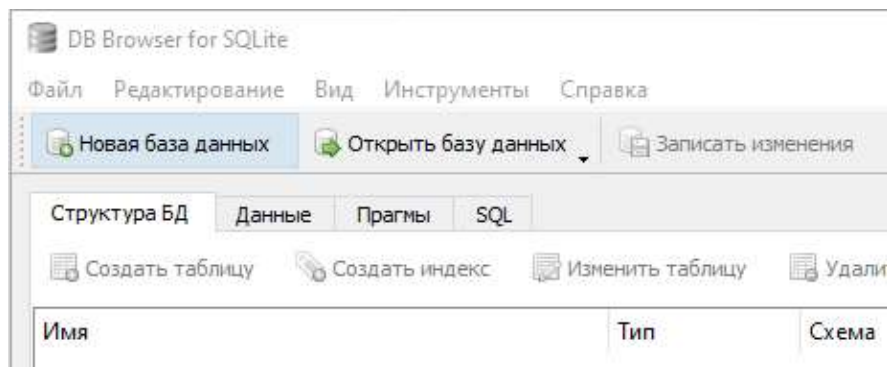 DB Browser for SQLite
Файл Редактирование Вид Инструменты Справка
Новая база данных Открыть базу данных Записать изменения
Структура БД Данные Прагмы SQL
Создать таблицу Создать индекс Изменить таблицу Удали
Имя Тип Схема